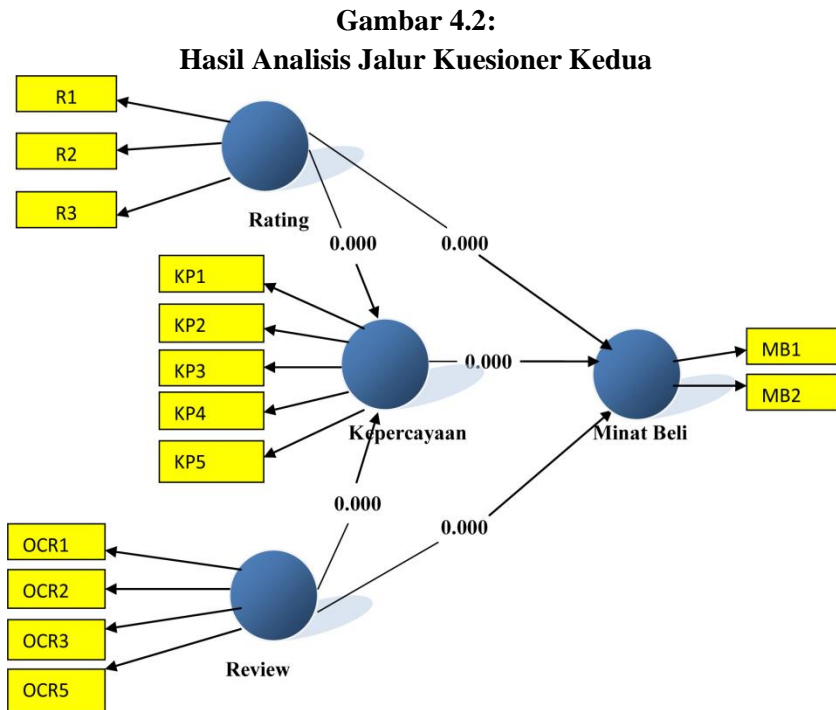 Gambar 4.2:
Hasil Analisis Jalur Kuesioner Kedua
R1
R2
R3
Rating
0.000
0.000
KP1
KP2
KP3
KP4
KP5
Kepercayaan
0.000
Minat Beli
MB1
MB2
0.000
0.000
OCR1
OCR2
OCR3
OCR5
Review